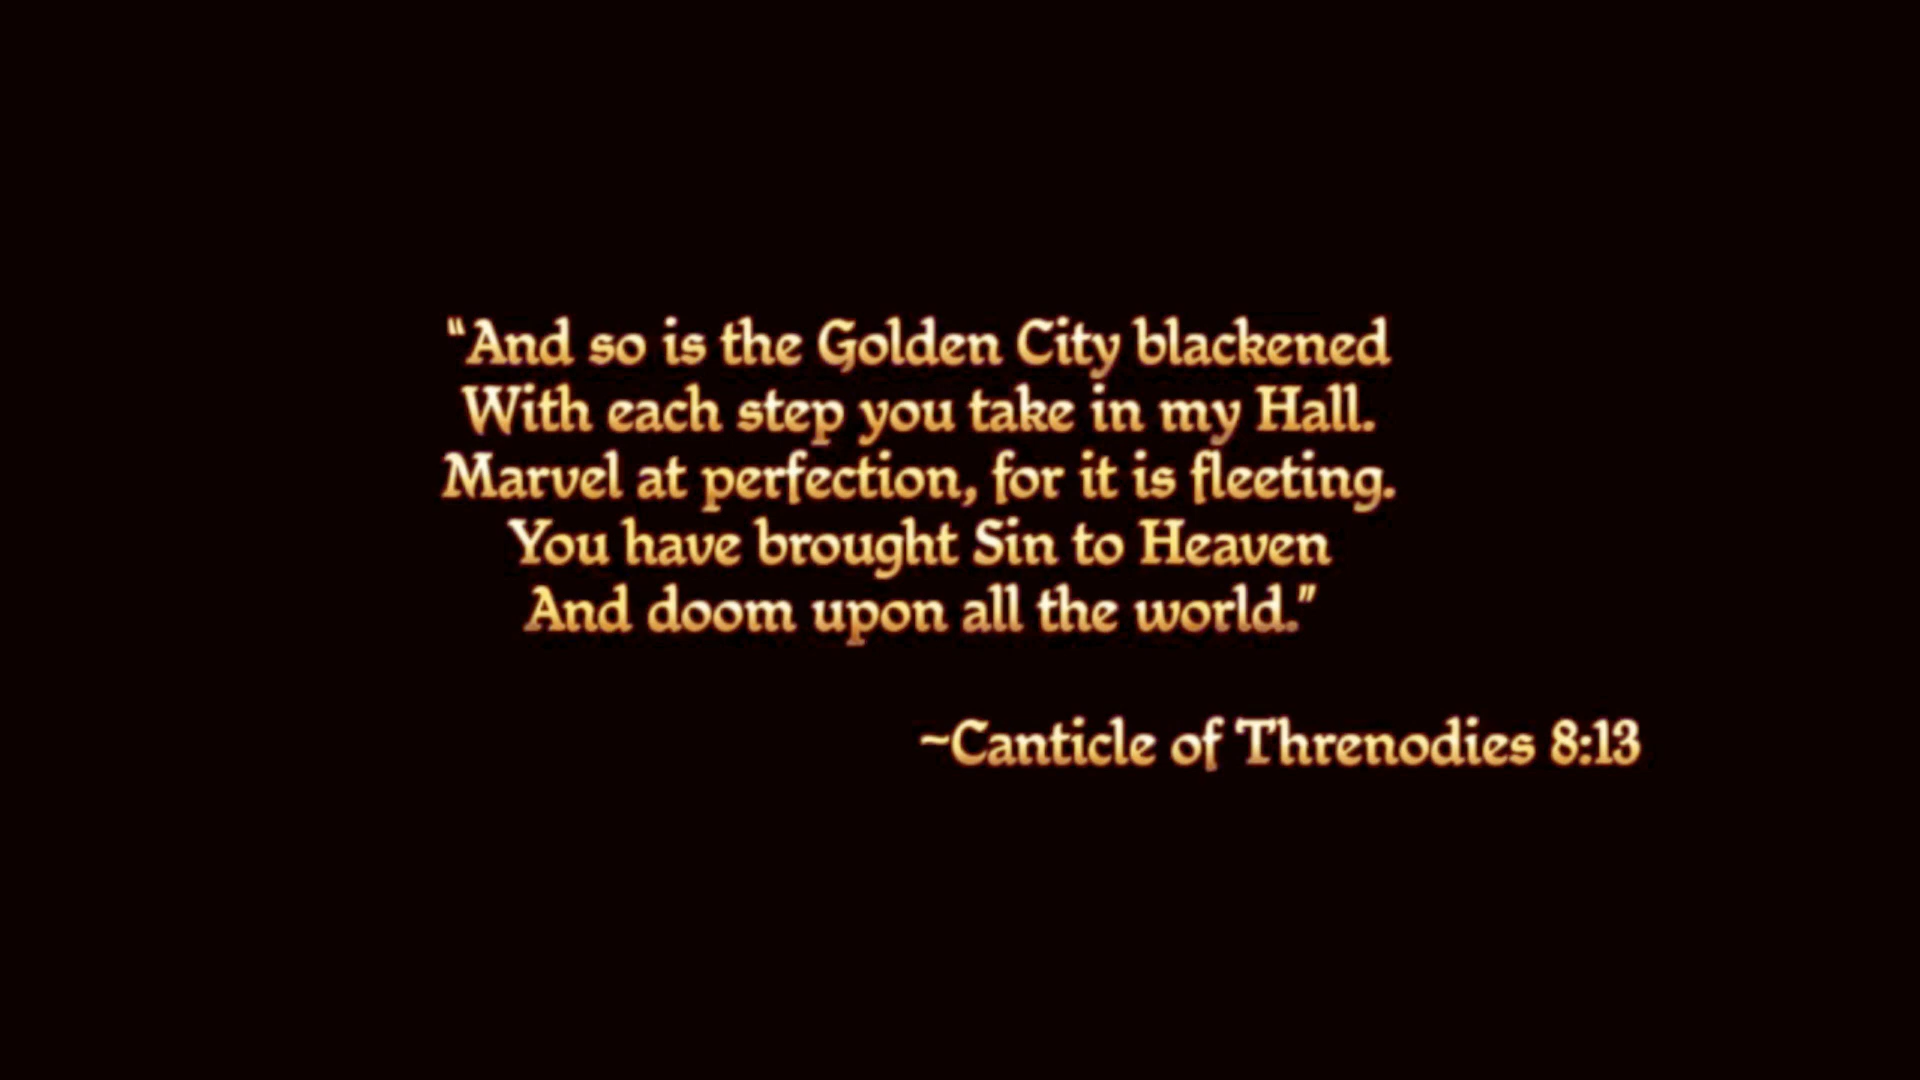 “And so is the Golden City blackened
With each step you take in my Hall.
Marvel at perfection, for it is fleeting.
You have brought Sin to Heaven
And doom upon all the world.”
~Canticle of Threnodies 8:13